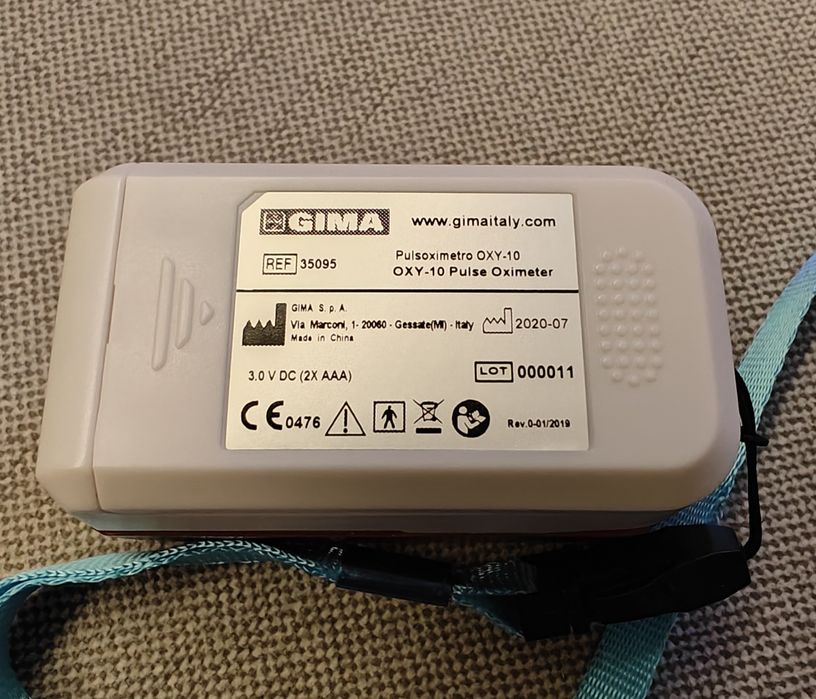 GIMA www.gimaitaly.com
REF 35095 Pulsoximetro OXY-10
OXY-10 Pulse Oximeter
GIMA S.p.A.
Via Marconi, 1- 20060 - Gessate(MI) - Italy 2020-07
Made in China
3.0 V DC (2X AAA) LOT 000011
CE 0476 Rev.0-01/2019